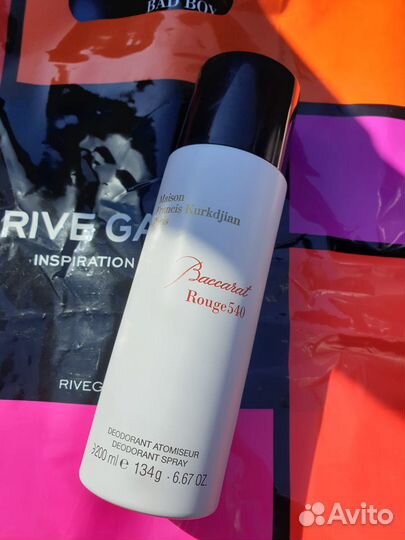 BAD BOY
RIVE GA
INSPIRATION
RIVEG
Maison
Francis Kurkdjian
Paris
Baccarat
Rouge540
DEODORANT ATOMISEUR
DEODORANT SPRAY
>200 ml e 134g - 6.67 OZ.
Avito